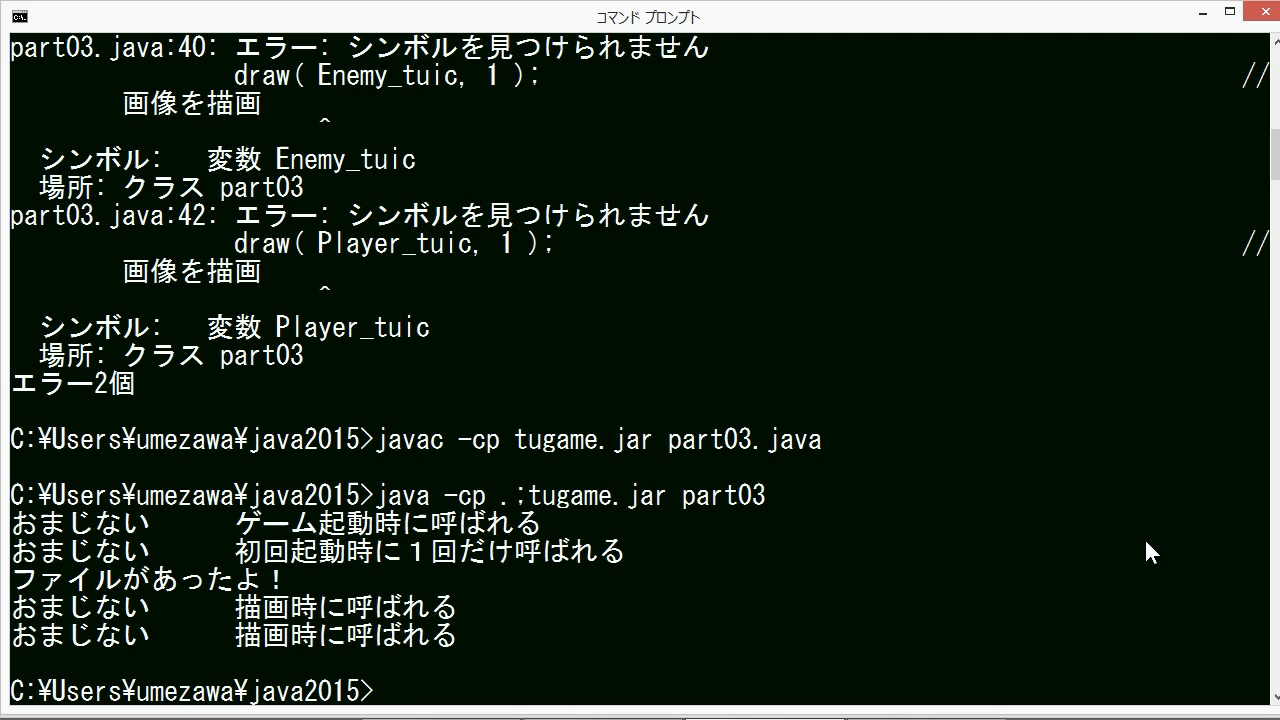 コマンド プロンプト
part03.java:40: エラー: シンボルを見つけられません
draw( Enemy_tuic, 1 ); //
画像を描画
^
シンボル: 変数 Enemy_tuic
場所: クラス part03
part03.java:42: エラー: シンボルを見つけられません
draw( Player_tuic, 1 ); //
画像を描画
^
シンボル: 変数 Player_tuic
場所: クラス part03
エラー2個
C:¥Users¥umezawa¥java2015>javac -cp tugame.jar part03.java
C:¥Users¥umezawa¥java2015>java -cp .;tugame.jar part03
おまじない ゲーム起動時に呼ばれる
おまじない 初回起動時に１回だけ呼ばれる
ファイルがあったよ！
おまじない 描画時に呼ばれる
おまじない 描画時に呼ばれる
C:¥Users¥umezawa¥java2015>